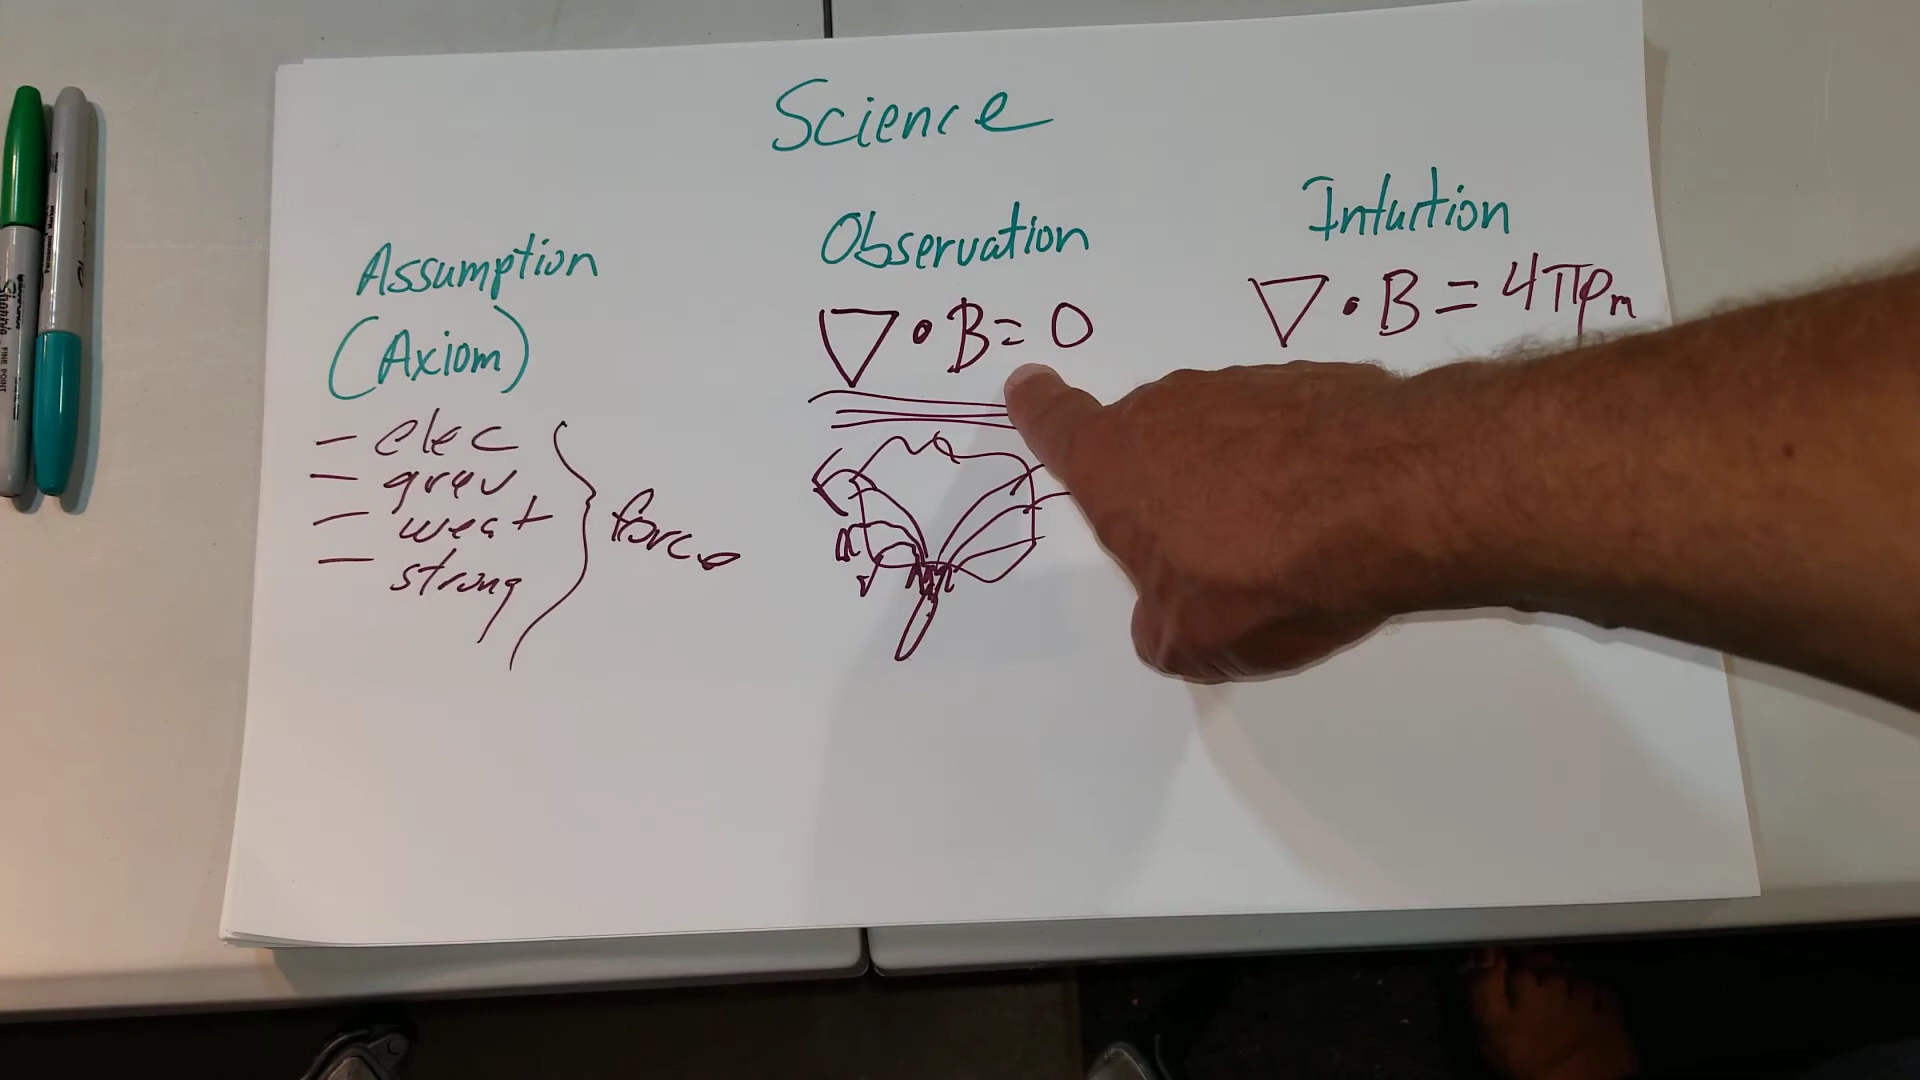 Science
Assumption
(Axiom)
- elec
- grav
- weak
- strong
force
Observation
∇ • B = 0
Intuition
∇ • B = 4πρm